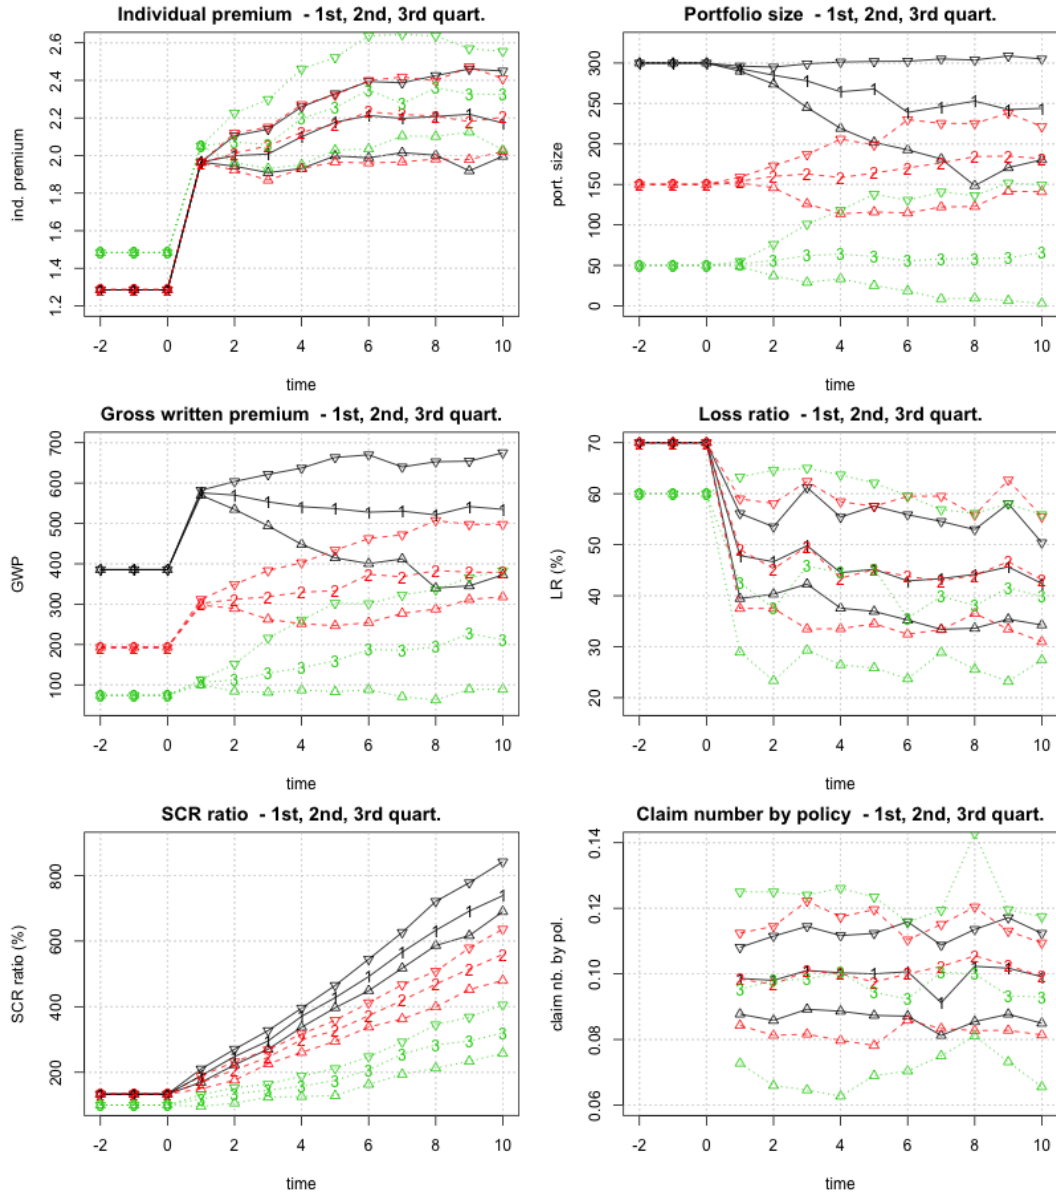 Individual premium - 1st, 2nd, 3rd quart.
ind. premium
2.6
2.4
2.2
2.0
1.8
1.6
1.4
1.2
-2 0 2 4 6 8 10
time
Portfolio size - 1st, 2nd, 3rd quart.
port. size
300
250
200
150
100
50
0
-2 0 2 4 6 8 10
time
Gross written premium - 1st, 2nd, 3rd quart.
GWP
700
600
500
400
300
200
100
-2 0 2 4 6 8 10
time
Loss ratio - 1st, 2nd, 3rd quart.
LR (%)
70
60
50
40
30
20
-2 0 2 4 6 8 10
time
SCR ratio - 1st, 2nd, 3rd quart.
SCR ratio (%)
800
600
400
200
-2 0 2 4 6 8 10
time
Claim number by policy - 1st, 2nd, 3rd quart.
claim nb. by pol.
0.14
0.12
0.10
0.08
0.06
-2 0 2 4 6 8 10
time